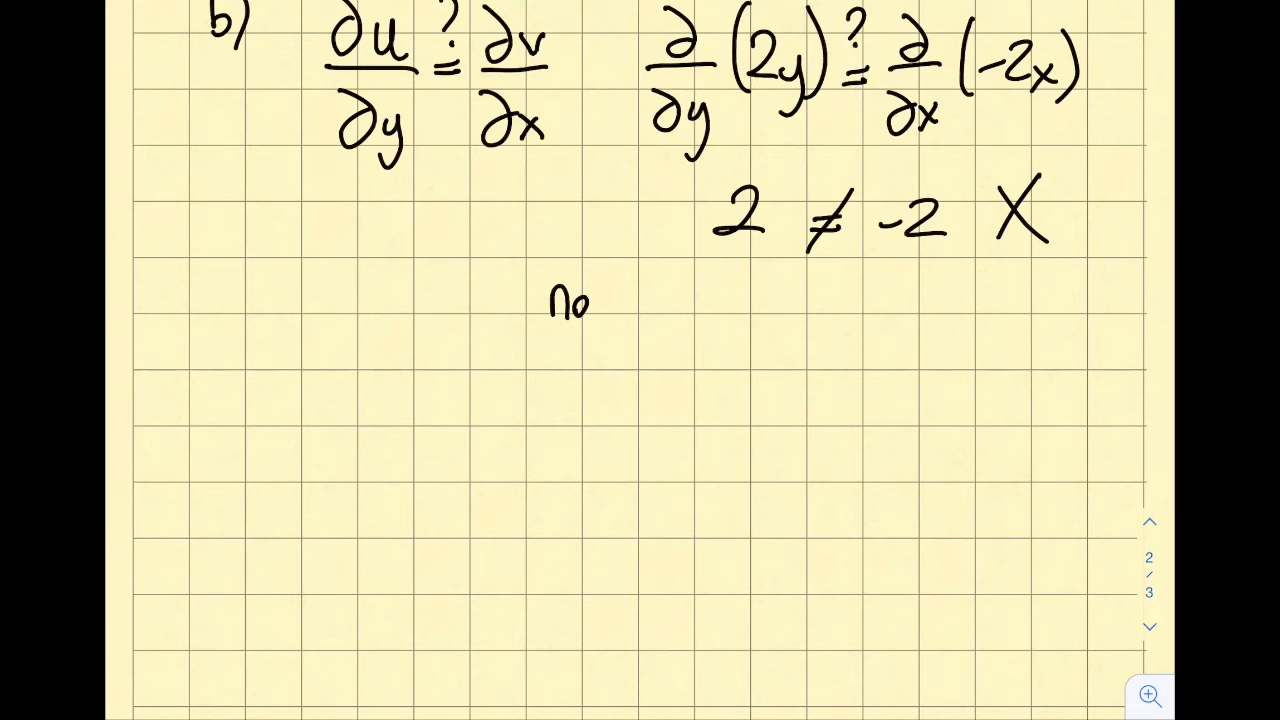 b) ∂u/∂y ?= ∂v/∂x ∂/∂y (2y) ?= ∂/∂x (-2x)
2 ≠ -2 X
no
2
/
3